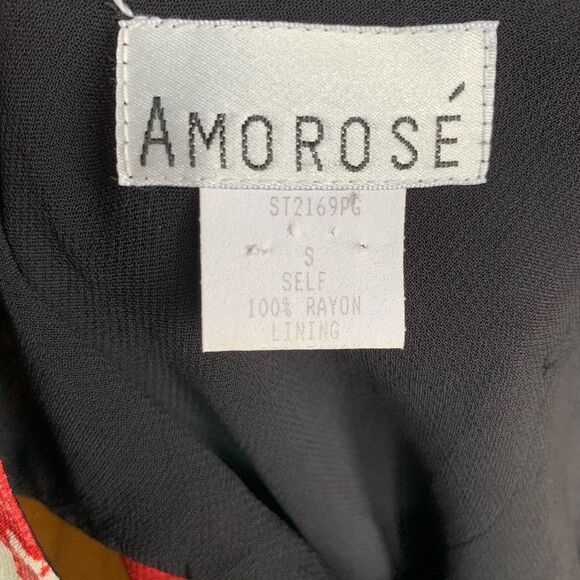 AMOROSÉ
ST2169PG
S
SELF
100% RAYON
LINING